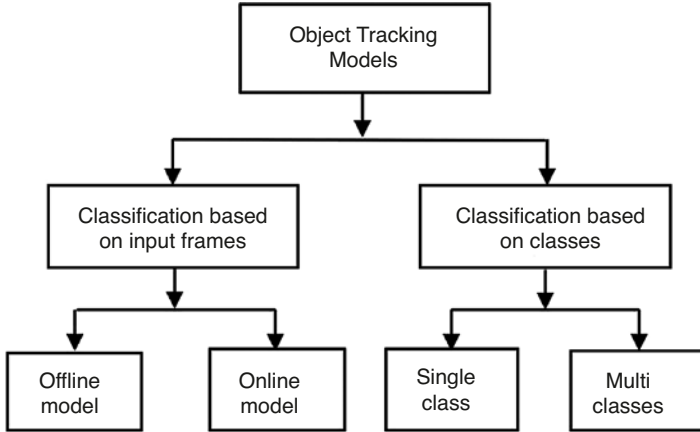 Object Tracking
Models
Classification based
on input frames
Classification based
on classes
Offline
model
Online
model
Single
class
Multi
classes